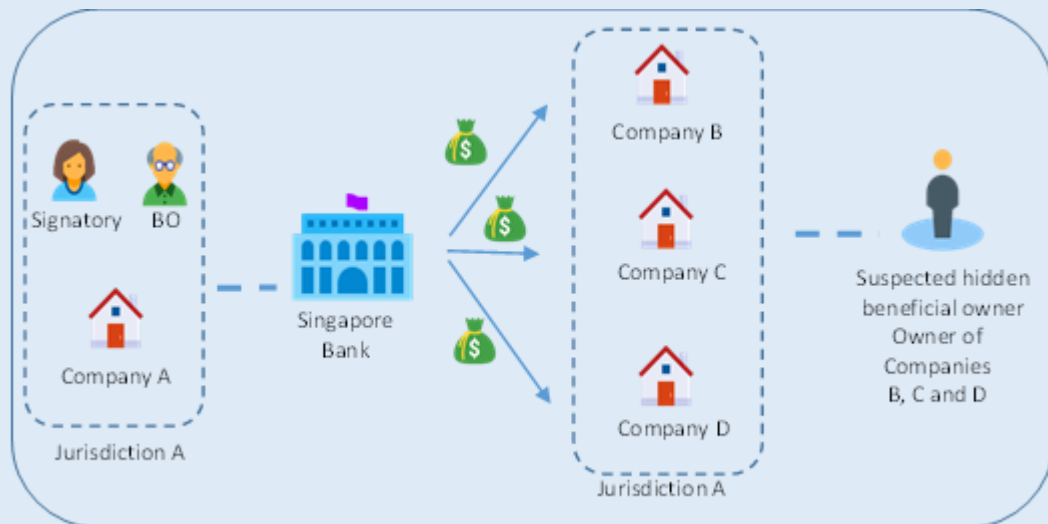 Signatory
BO
Company A
Jurisdiction A
Singapore
Bank
$
$
$
Company B
Company C
Company D
Jurisdiction A
Suspected hidden
beneficial owner
Owner of
Companies
B, C and D